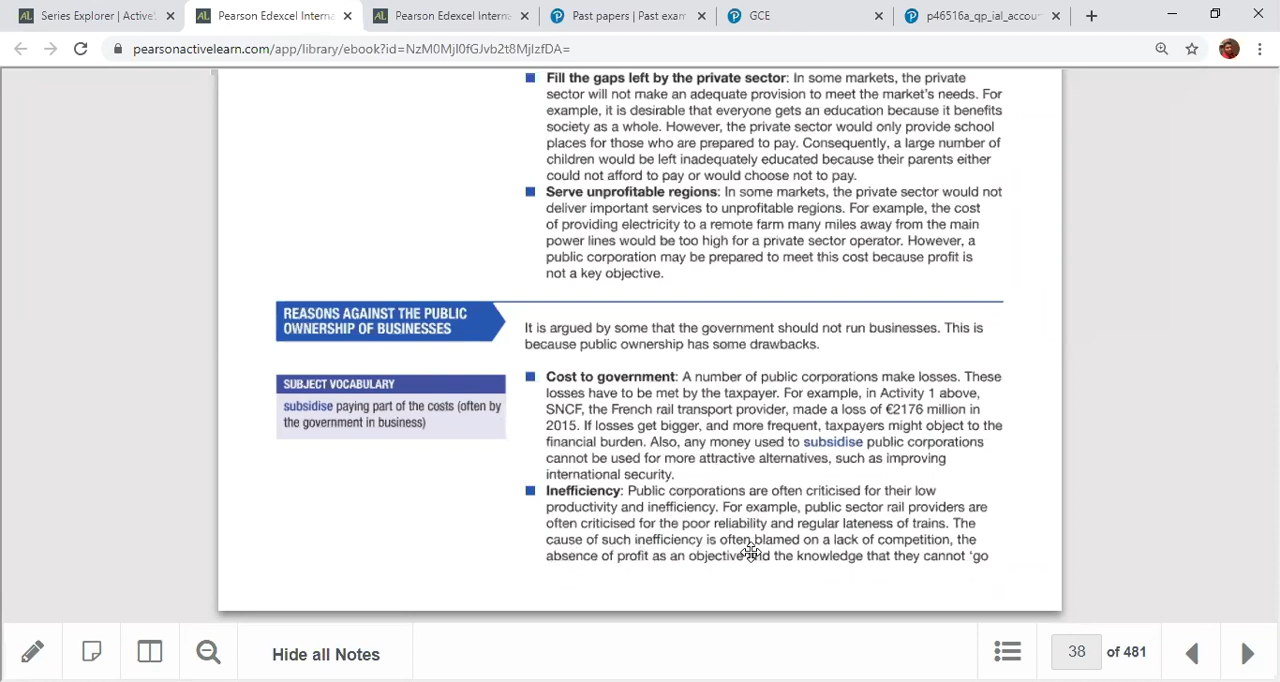 Series Explorer | Active
Pearson Edexcel Interna
Pearson Edexcel Interna
Past papers | Past exam
GCE
p46516a_qp_ial_accou
pearsonactivelearn.com/app/library/ebook?id=
Fill the gaps left by the private sector: In some markets, the private
sector will not make an adequate provision to meet the market's needs. For
example, it is desirable that everyone gets an education because it benefits
society as a whole. However, the private sector would only provide school
places for those who are prepared to pay. Consequently, a large number of
children would be left inadequately educated because their parents either
could not afford to pay or would choose not to pay.
Serve unprofitable regions: In some markets, the private sector would not
deliver important services to unprofitable regions. For example, the cost
of providing electricity to a remote farm many miles away from the main
power lines would be too high for a private sector operator. However, a
public corporation may be prepared to meet this cost because profit is
not a key objective.
REASONS AGAINST THE PUBLIC
OWNERSHIP OF BUSINESSES
It is argued by some that the government should not run businesses. This is
because public ownership has some drawbacks.
SUBJECT VOCABULARY
subsidise paying part of the costs (often by
the government in business)
Cost to government: A number of public corporations make losses. These
losses have to be met by the taxpayer. For example, in Activity 1 above,
SNCF, the French rail transport provider, made a loss of €2176 million in
2015. If losses get bigger, and more frequent, taxpayers might object to the
financial burden. Also, any money used to subsidise public corporations
cannot be used for more attractive alternatives, such as improving
international security.
Inefficiency: Public corporations are often criticised for their low
productivity and inefficiency. For example, public sector rail providers are
often criticised for the poor reliability and regular lateness of trains. The
cause of such inefficiency is often blamed on a lack of competition, the
absence of profit as an objective and the knowledge that they cannot 'go
Hide all Notes
38
of 481